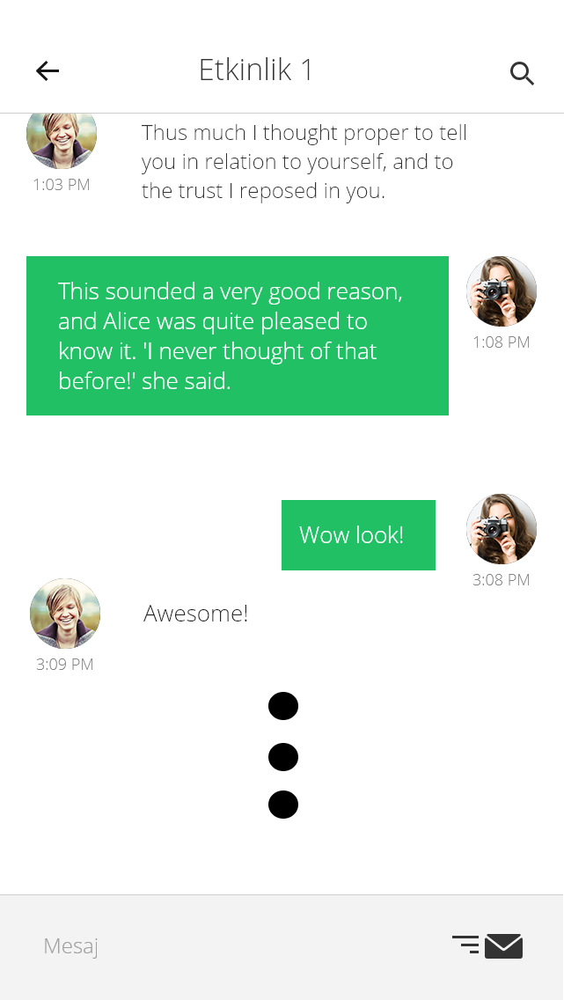 Etkinlik 1
Thus much I thought proper to tell
you in relation to yourself, and to
the trust I reposed in you.
1:03 PM
This sounded a very good reason,
and Alice was quite pleased to
know it. 'I never thought of that
before!' she said.
1:08 PM
Wow look!
3:08 PM
Awesome!
3:09 PM
Mesaj